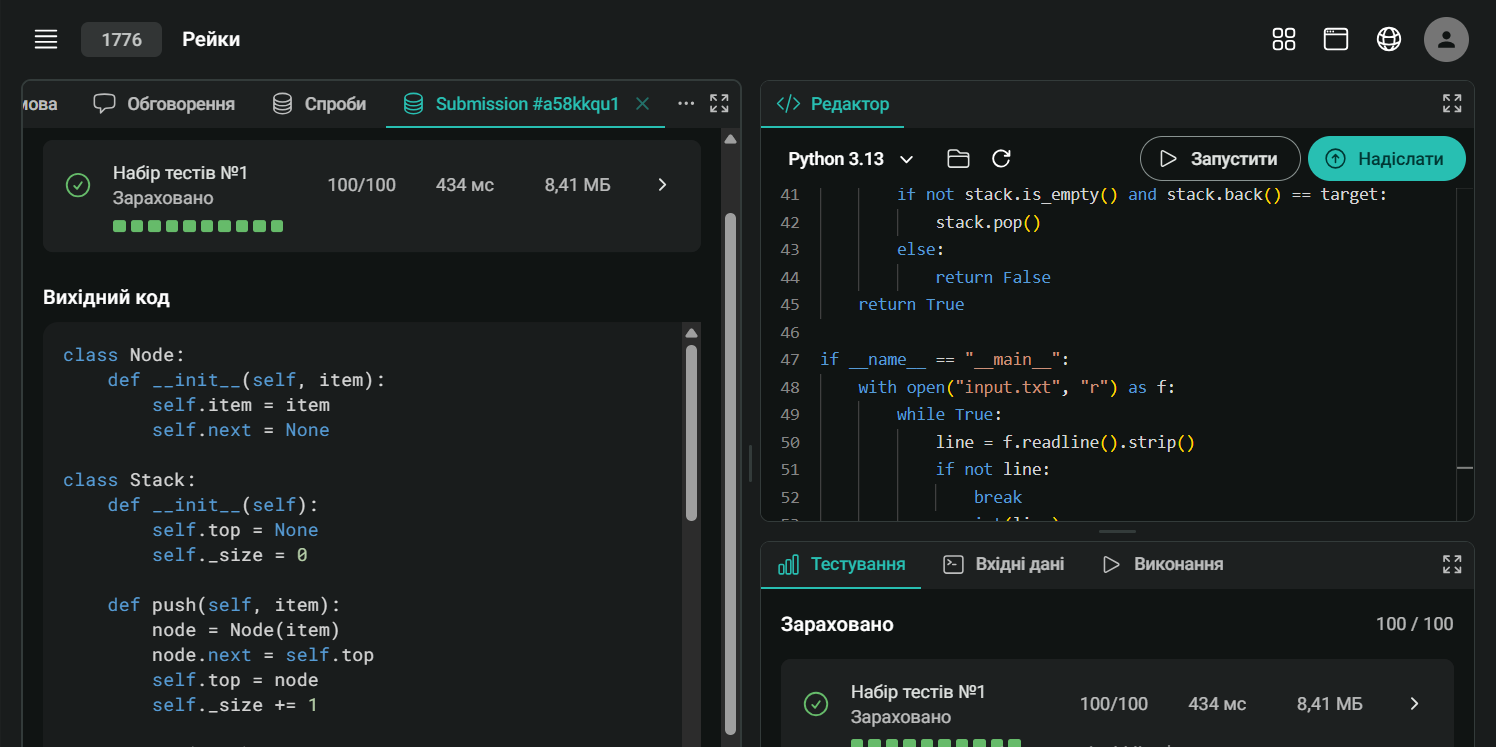 1776 Рейки
мова Обговорення Спроби Submission #a58kkqu1
Набір тестів №1
Зараховано
100/100 434 мс 8,41 МБ
Вихідний код
class Node:
    def __init__(self, item):
        self.item = item
        self.next = None
class Stack:
    def __init__(self):
        self.top = None
        self._size = 0
    def push(self, item):
        node = Node(item)
        node.next = self.top
        self.top = node
        self._size += 1
Редактор
Python 3.13 Запустити Надіслати
41 if not stack.is_empty() and stack.back() == target:
42 stack.pop()
43 else:
44 return False
45 return True
46
47 if __name__ == "__main__":
48 with open("input.txt", "r") as f:
49 while True:
50 line = f.readline().strip()
51 if not line:
52 break
Тестування Вхідні дані Виконання
Зараховано 100 / 100
Набір тестів №1
Зараховано
100/100 434 мс 8,41 МБ